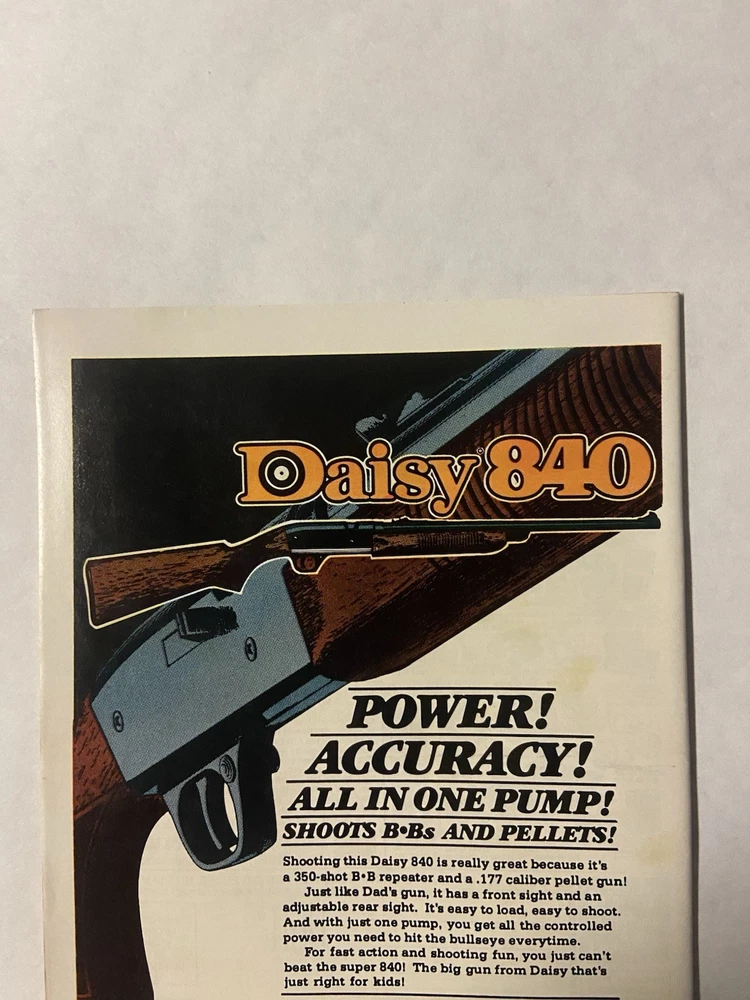 Daisy® 840
POWER!
ACCURACY!
ALL IN ONE PUMP!
SHOOTS B•Bs AND PELLETS!
Shooting this Daisy 840 is really great because it's
a 350-shot B•B repeater and a .177 caliber pellet gun!
Just like Dad's gun, it has a front sight and an
adjustable rear sight. It's easy to load, easy to shoot.
And with just one pump, you get all the controlled
power you need to hit the bullseye everytime.
For fast action and shooting fun, you just can't
beat the super 840! The big gun from Daisy that's
just right for kids!